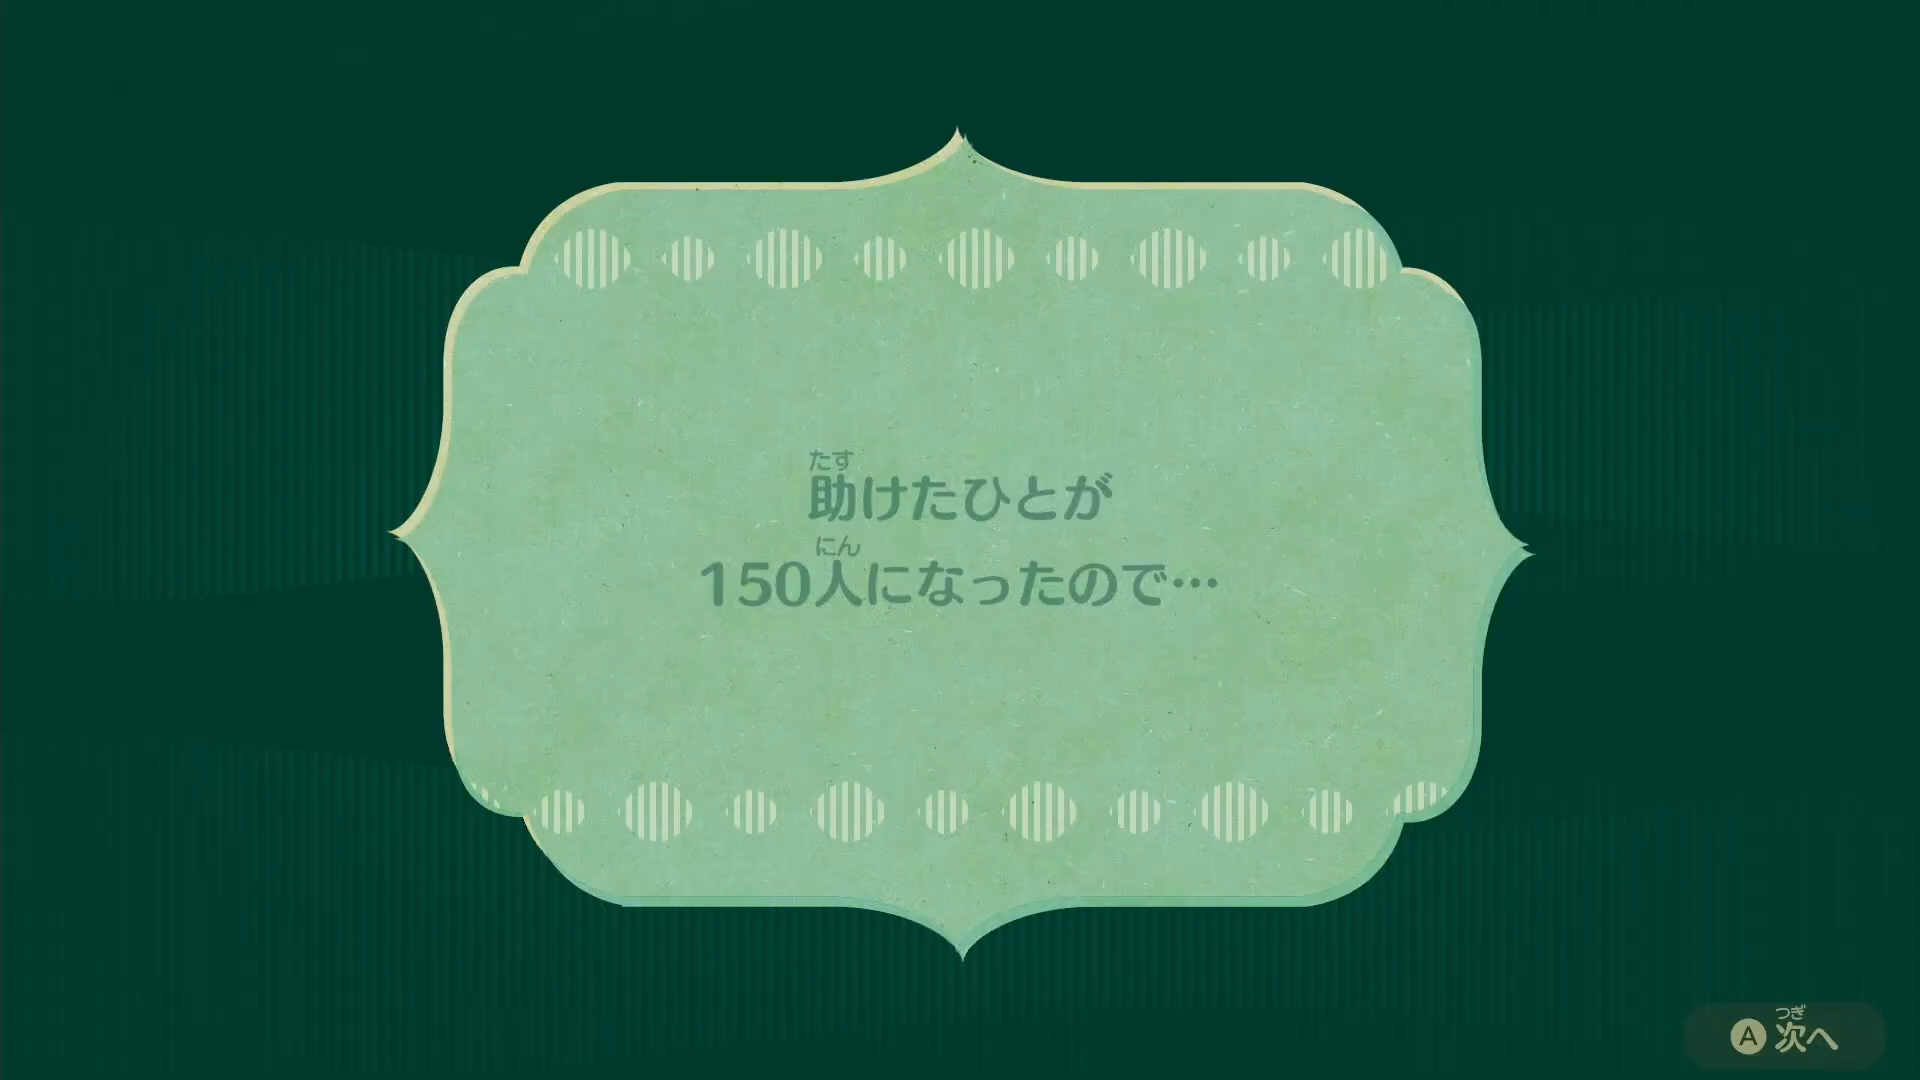 たす
助けたひとが
にん
150人になったので…
つぎ
A 次へ